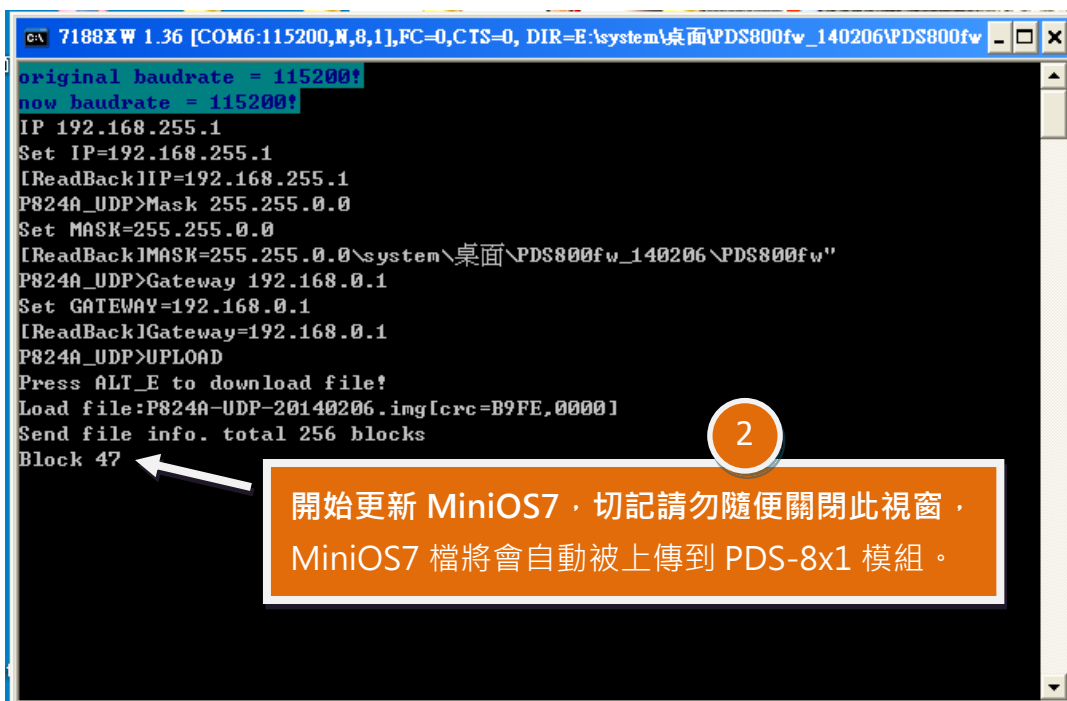 7188XW 1.36 [COM6:115200,N,8,1],FC=0,CTS=0, DIR=E:\system\桌面\PDS800fw_140206\PDS800fw
original baudrate = 115200!
now baudrate = 115200!
IP 192.168.255.1
Set IP=192.168.255.1
[ReadBack]IP=192.168.255.1
P824A_UDP>Mask 255.255.0.0
Set MASK=255.255.0.0
[ReadBack]MASK=255.255.0.0\system\桌面\PDS800fw_140206\PDS800fw"
P824A_UDP>Gateway 192.168.0.1
Set GATEWAY=192.168.0.1
[ReadBack]Gateway=192.168.0.1
P824A_UDP>UPLOAD
Press ALT_E to download file!
Load file:P824A-UDP-20140206.img[crc=B9FE,0000]
Send file info. total 256 blocks
Block 47
2
開始更新 MiniOS7，切記請勿隨便關閉此視窗，
MiniOS7 檔將會自動被上傳到 PDS-8x1 模組。